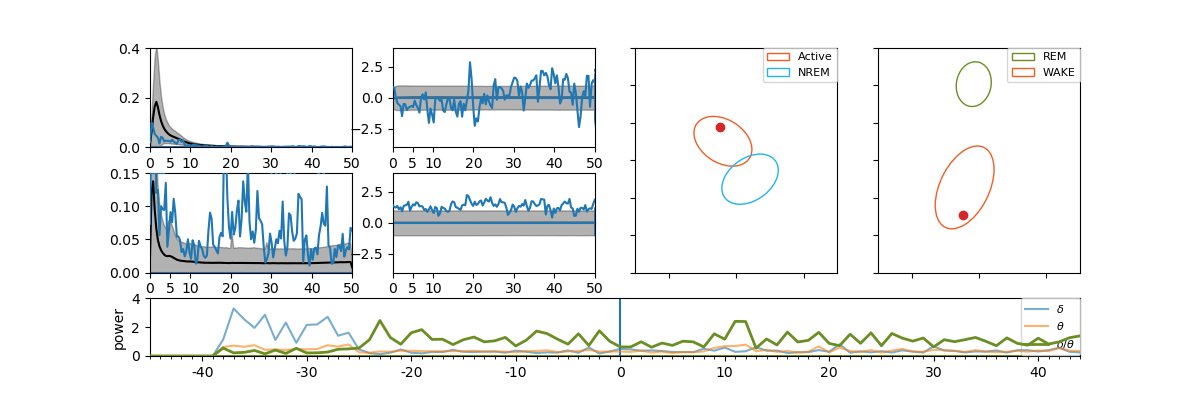 0.4
0.2
0.0
0 5 10 20 30 40 50
2.5
0.0
−2.5
0 5 10 20 30 40 50
Active
NREM
REM
WAKE
0.15
0.10
0.05
0.00
0 5 10 20 30 40 50
2.5
0.0
−2.5
0 5 10 20 30 40 50
power
4
2
0
-40 -30 -20 -10 0 10 20 30 40
δ
θ
δ/θ